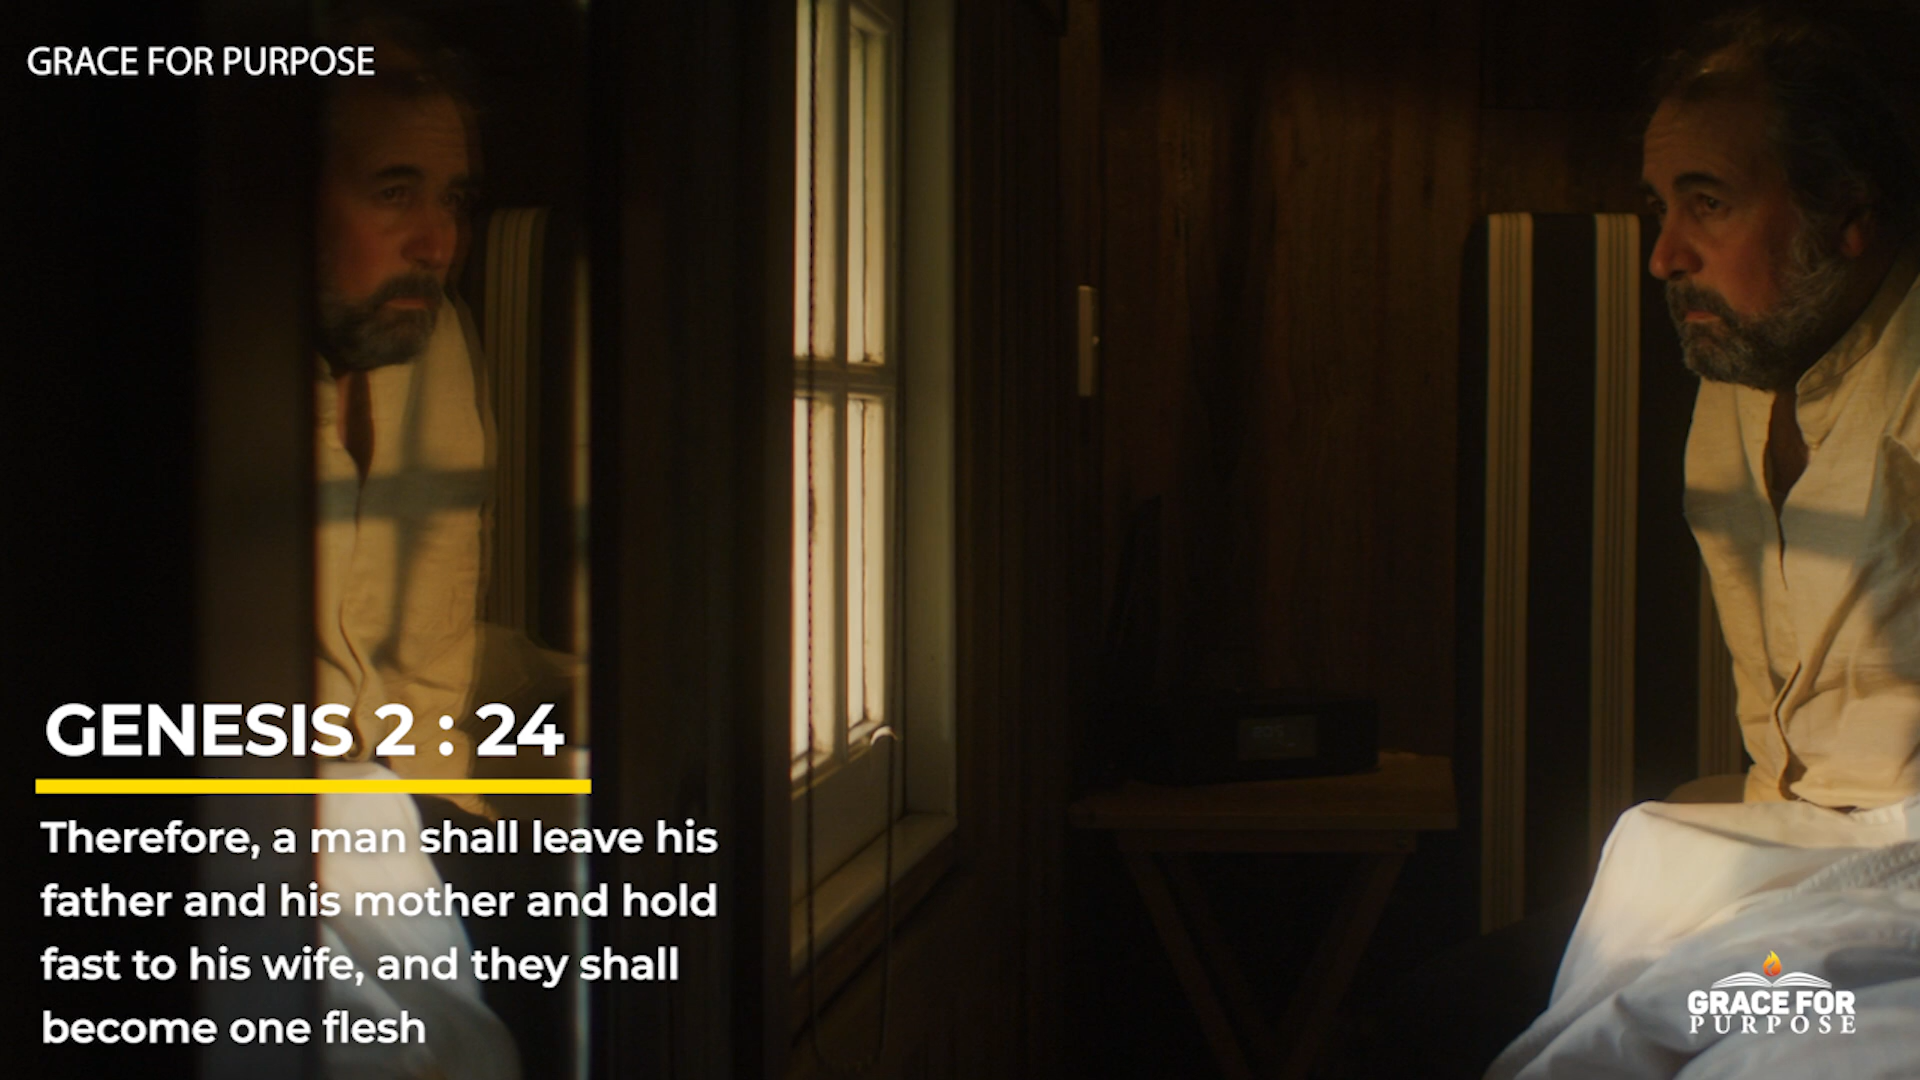 GRACE FOR PURPOSE
GENESIS 2 : 24
Therefore, a man shall leave his
father and his mother and hold
fast to his wife, and they shall
become one flesh
GRACE FOR
PURPOSE